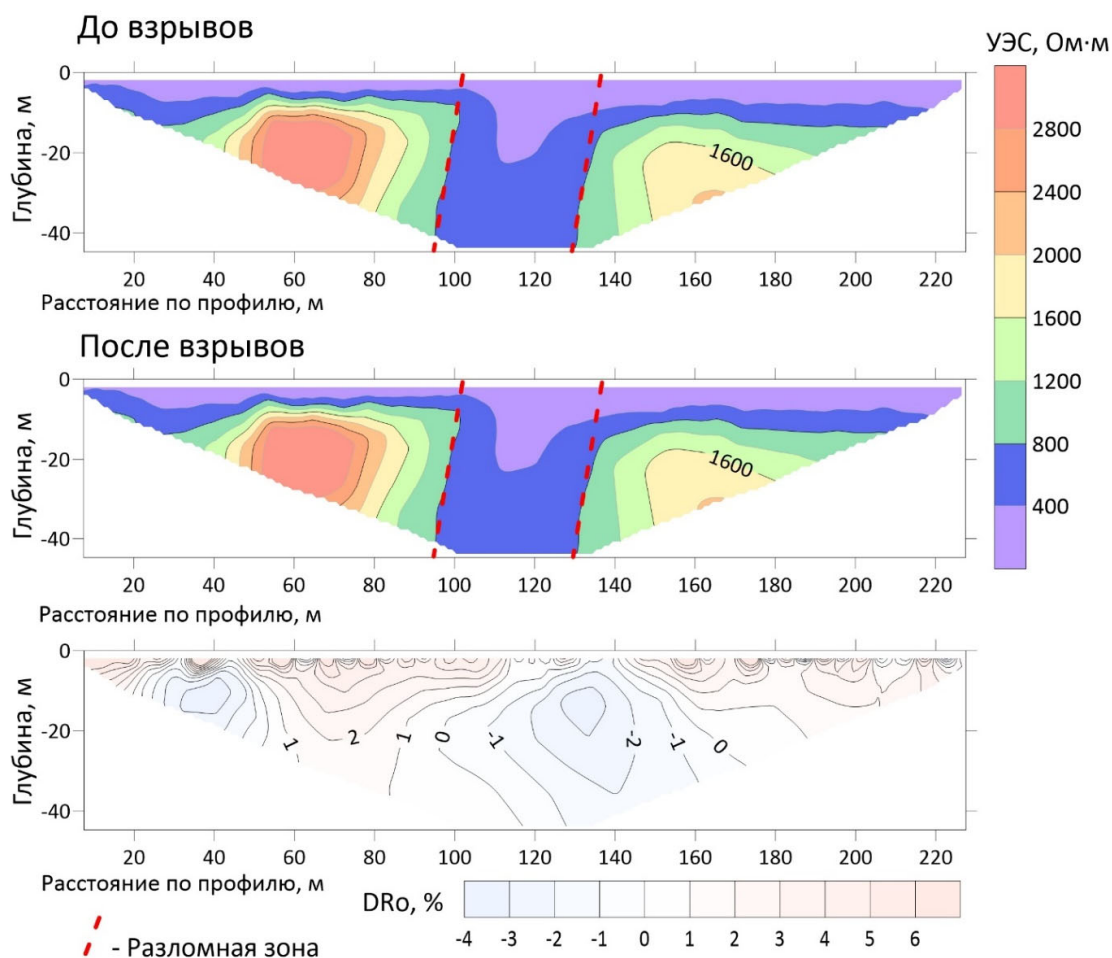 До взрывов
УЭС, Ом·м
0
-20
-40
Глубина, м
1600
20 40 60 80 100 120 140 160 180 200 220
Расстояние по профилю, м
2800
2400
2000
1600
1200
800
400
После взрывов
0
-20
-40
Глубина, м
1600
20 40 60 80 100 120 140 160 180 200 220
Расстояние по профилю, м
0
-20
-40
Глубина, м
1 2 1 0 -1 -2 -1 0
20 40 60 80 100 120 140 160 180 200 220
Расстояние по профилю, м
DRo, %
-4 -3 -2 -1 0 1 2 3 4 5 6
- Разломная зона